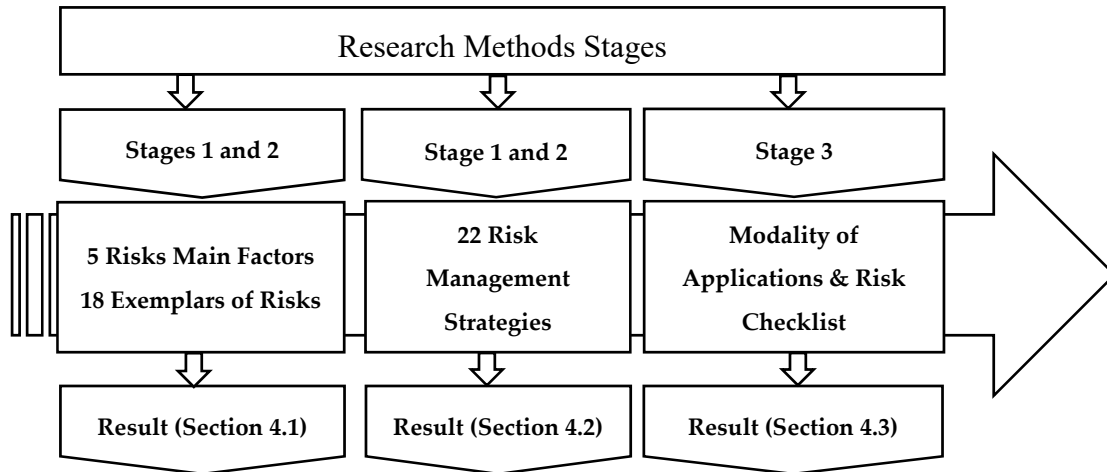 Research Methods Stages
Stages 1 and 2
Stage 1 and 2
Stage 3
5 Risks Main Factors
18 Exemplars of Risks
22 Risk
Management
Strategies
Modality of
Applications & Risk
Checklist
Result (Section 4.1)
Result (Section 4.2)
Result (Section 4.3)